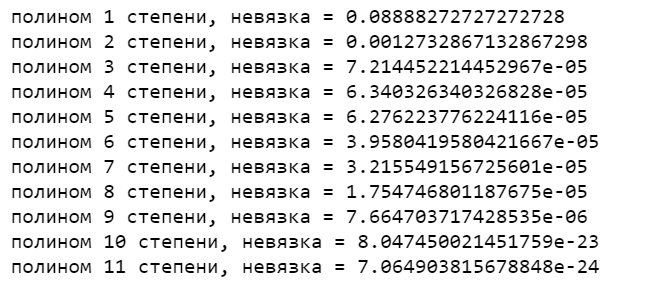 полином 1 степени, невязка = 0.08888272727272728
полином 2 степени, невязка = 0.0012732867132867298
полином 3 степени, невязка = 7.214452214452967e-05
полином 4 степени, невязка = 6.340326340326828e-05
полином 5 степени, невязка = 6.276223776224116e-05
полином 6 степени, невязка = 3.9580419580421667e-05
полином 7 степени, невязка = 3.215549156725601e-05
полином 8 степени, невязка = 1.754746801187675e-05
полином 9 степени, невязка = 7.664703717428535e-06
полином 10 степени, невязка = 8.047450021451759e-23
полином 11 степени, невязка = 7.064903815678848e-24